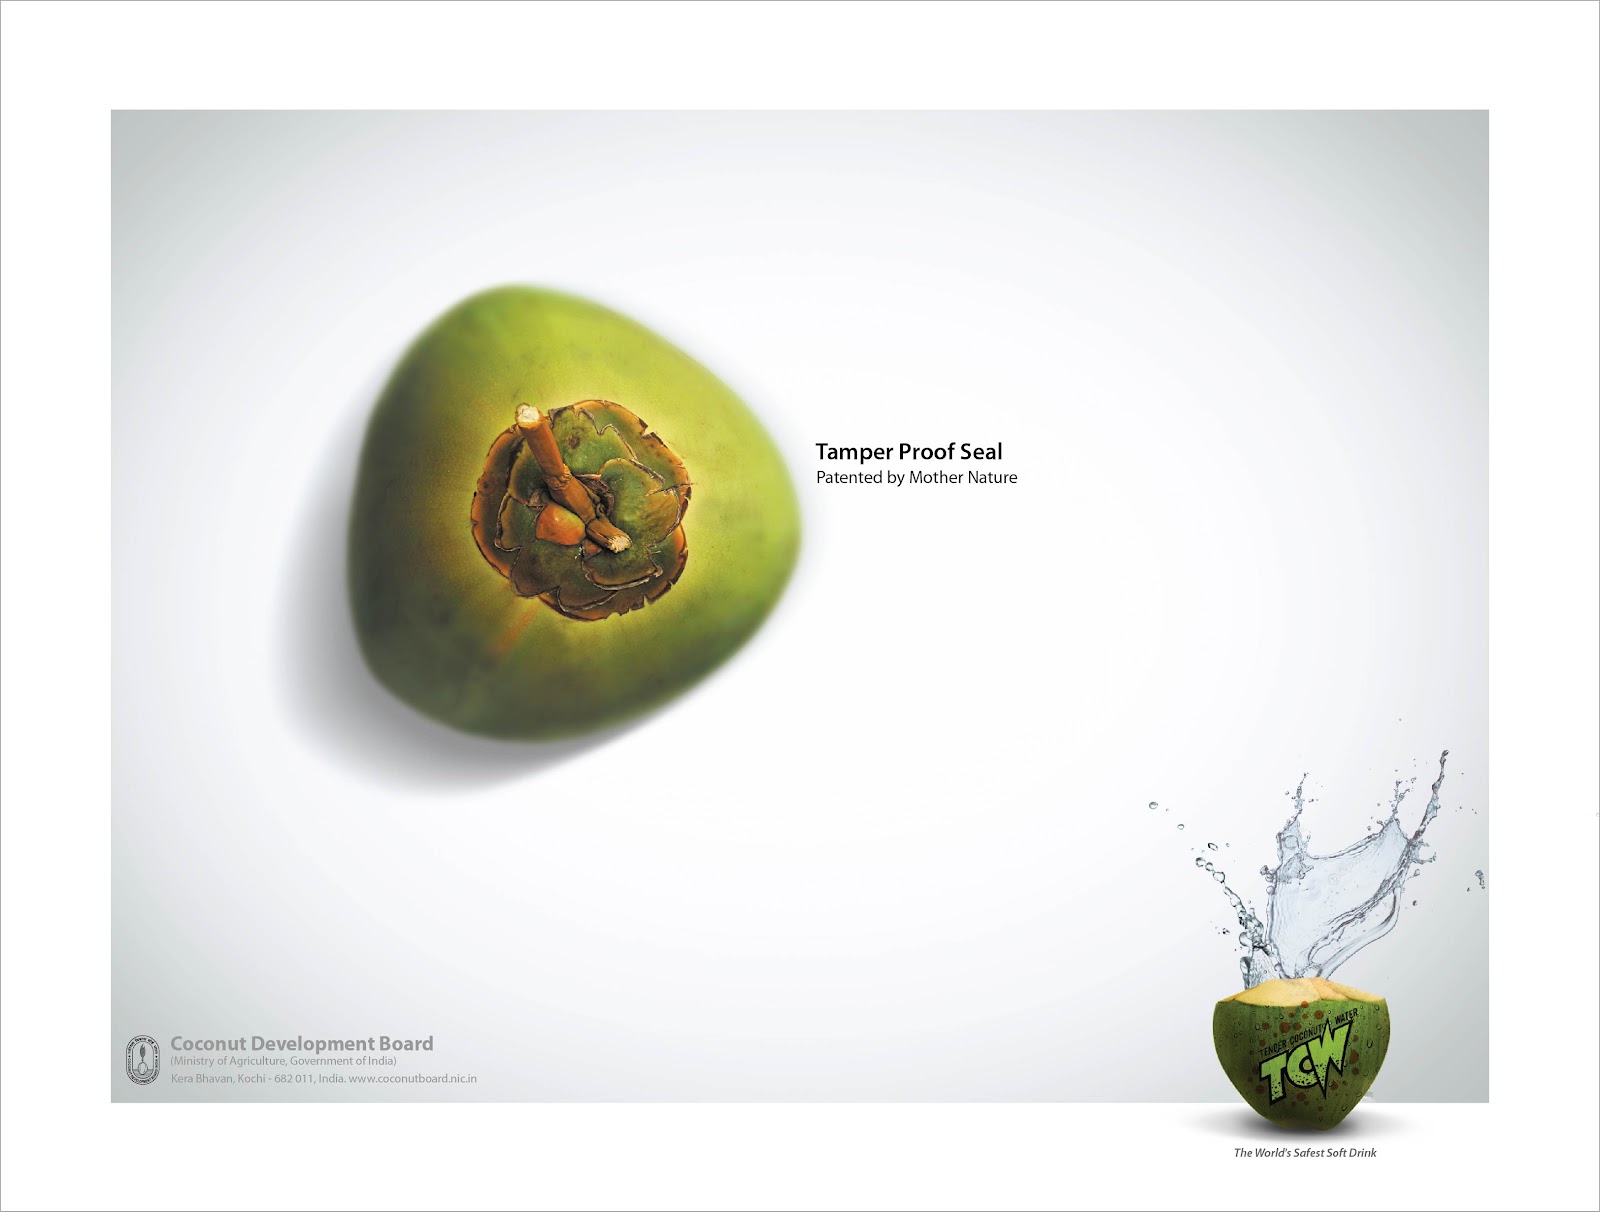 Tamper Proof Seal
Patented by Mother Nature
TENDER COCONUT WATER
TCW
Coconut Development Board
(Ministry of Agriculture, Government of India)
Kera Bhavan, Kochi - 682 011, India. www.coconutboard.nic.in
The World's Safest Soft Drink